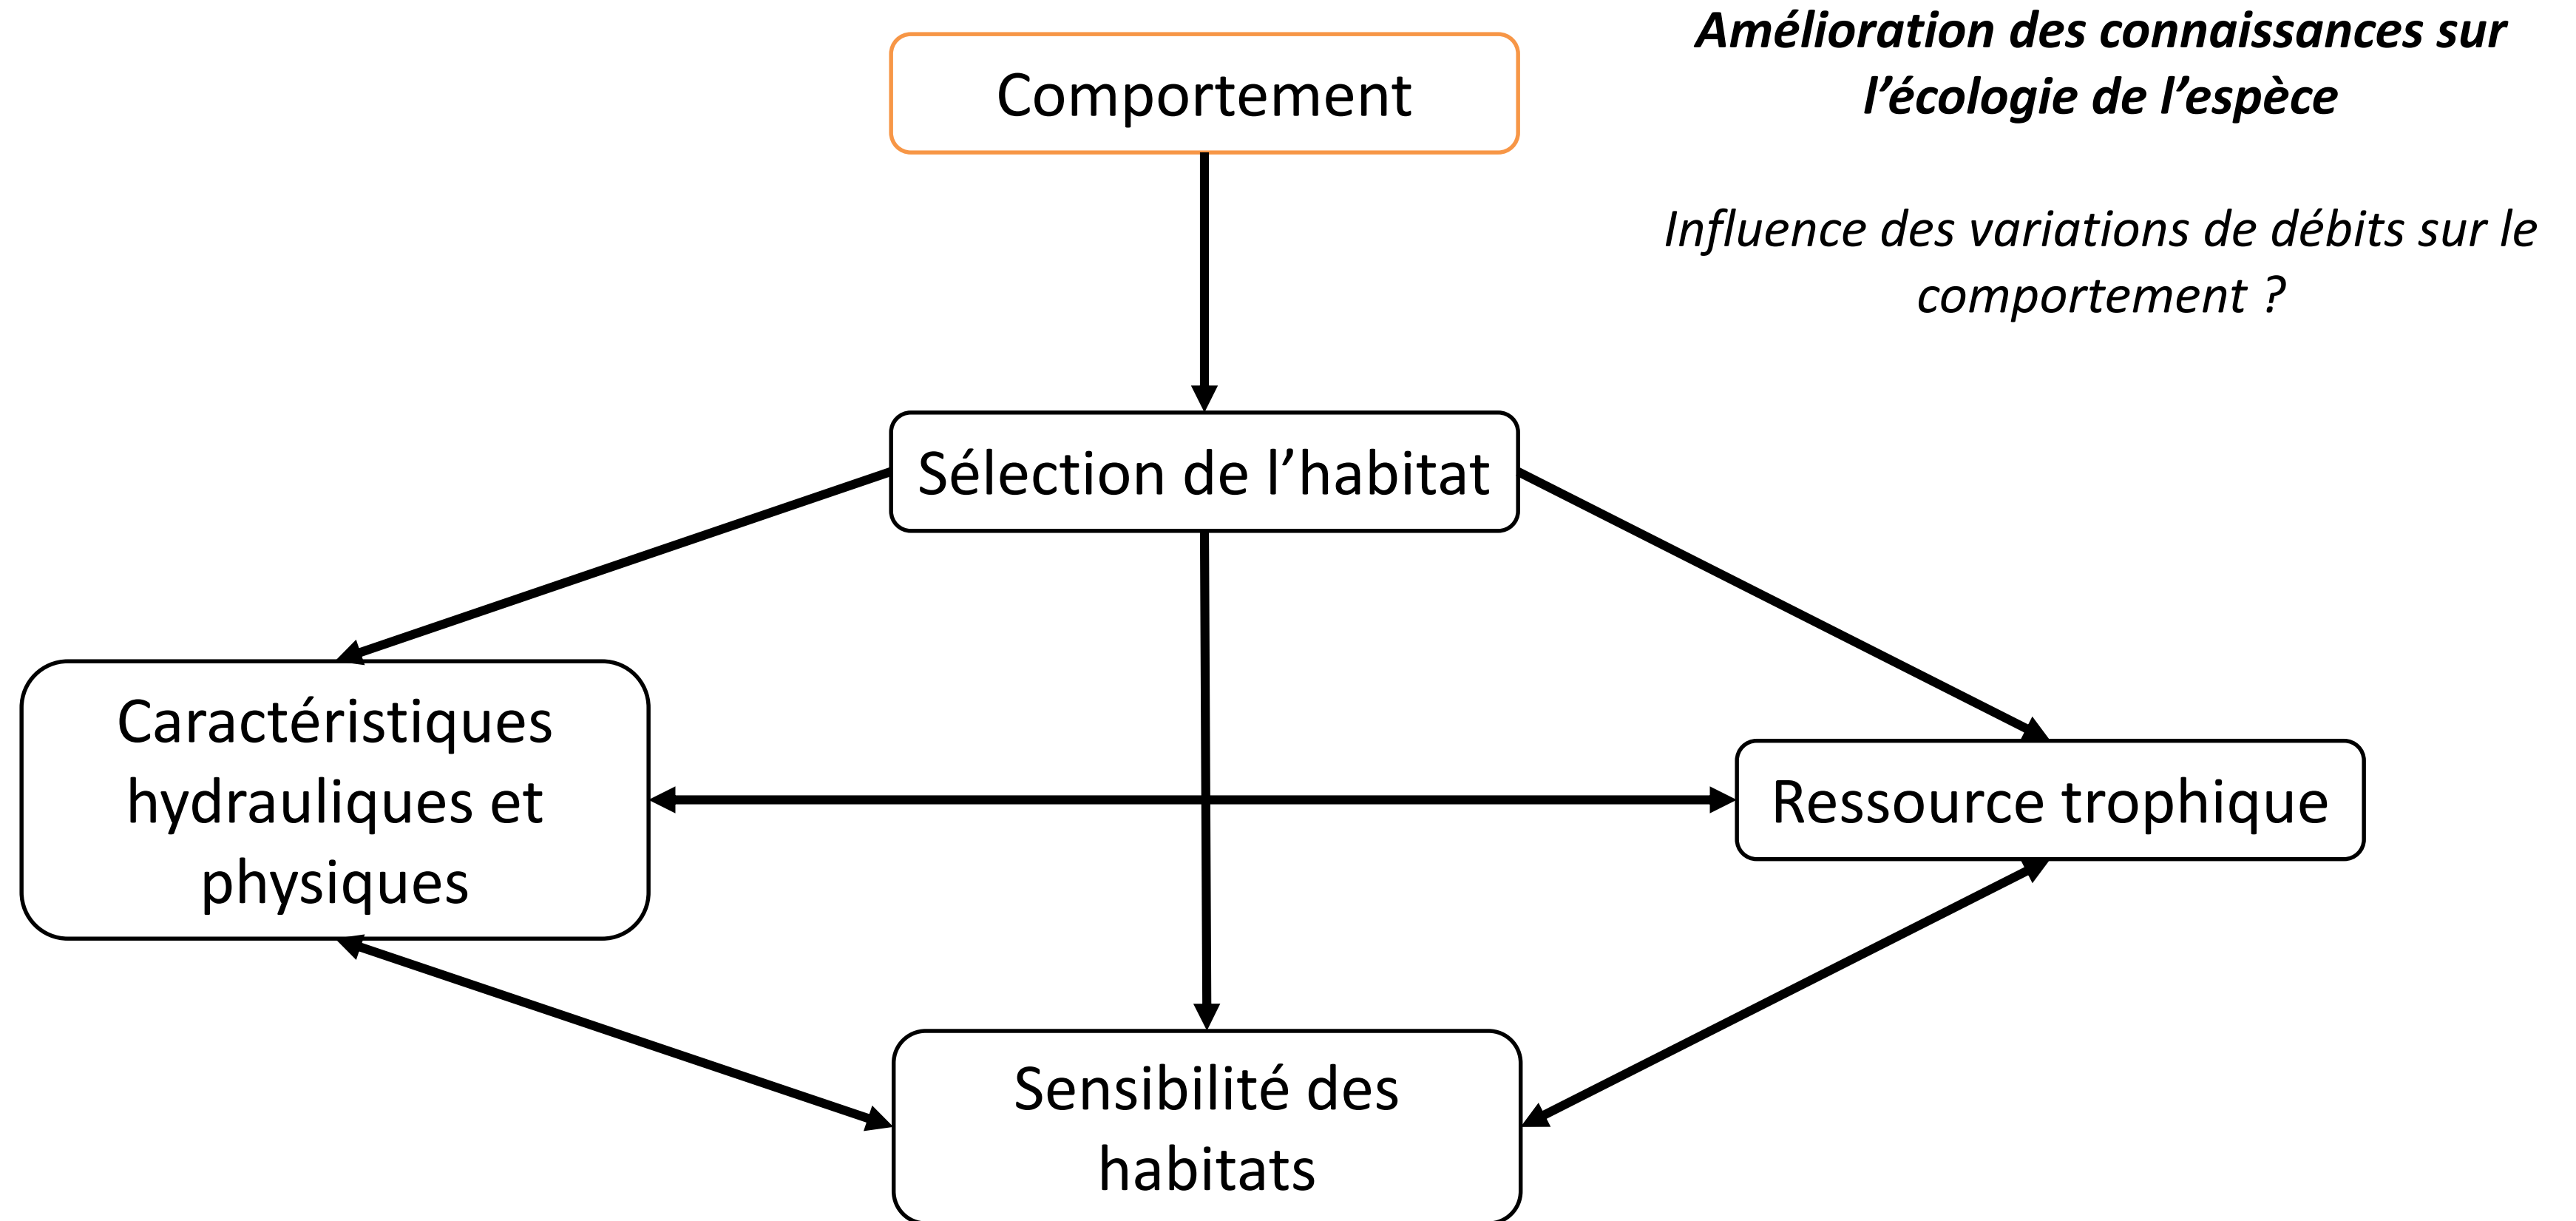 Amélioration des connaissances sur
l’écologie de l’espèce
Comportement
Influence des variations de débits sur le
comportement ?
Sélection de l’habitat
Caractéristiques
hydrauliques et
physiques
Ressource trophique
Sensibilité des
habitats